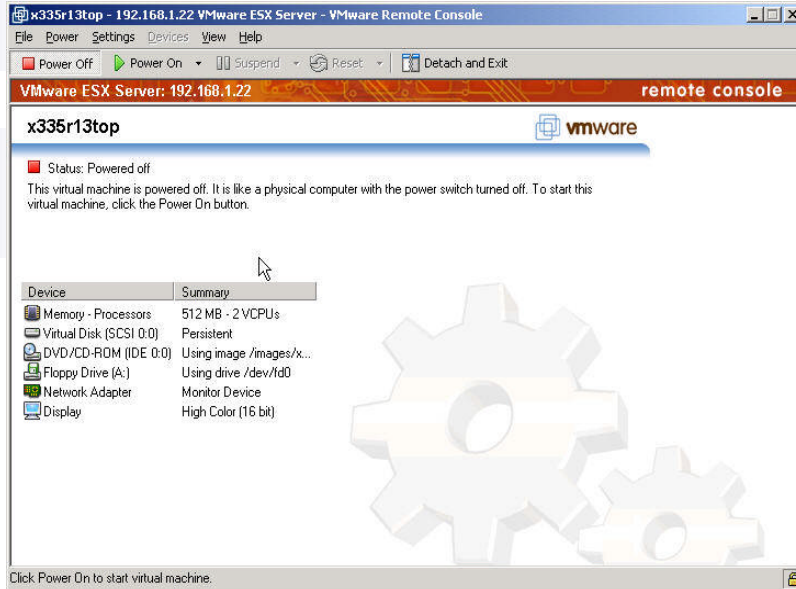 x335r13top - 192.168.1.22 VMware ESX Server - VMware Remote Console
File Power Settings Devices View Help
Power Off Power On Suspend Reset Detach and Exit
VMware ESX Server: 192.168.1.22 remote console
x335r13top vmware
Status: Powered off
This virtual machine is powered off. It is like a physical computer with the power switch turned off. To start this
virtual machine, click the Power On button.
Device Summary
Memory - Processors 512 MB - 2 VCPUs
Virtual Disk (SCSI 0:0) Persistent
DVD/CD-ROM (IDE 0:0) Using image /images/x...
Floppy Drive (A:) Using drive /dev/fd0
Network Adapter Monitor Device
Display High Color (16 bit)
Click Power On to start virtual machine.